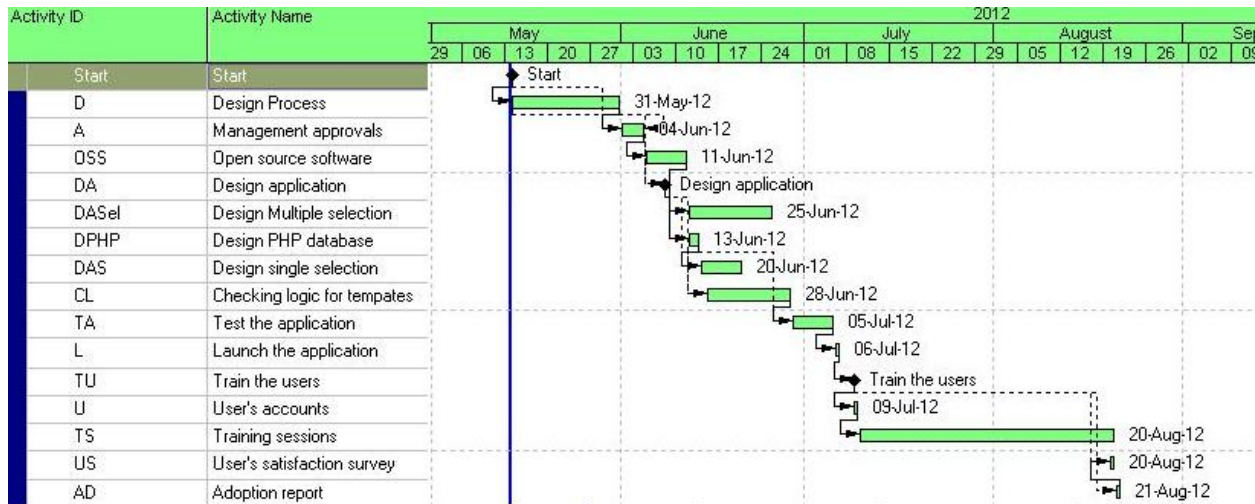 Activity ID Activity Name 2012
May June July August Sep
29 06 13 20 27 03 10 17 24 01 08 15 22 29 05 12 19 26 02 09
Start Start Start
D Design Process 31-May-12
A Management approvals 04-Jun-12
OSS Open source software 11-Jun-12
DA Design application Design application
DASel Design Multiple selection 25-Jun-12
DPHP Design PHP database 13-Jun-12
DAS Design single selection 20-Jun-12
CL Checking logic for tempates 28-Jun-12
TA Test the application 05-Jul-12
L Launch the application 06-Jul-12
TU Train the users Train the users
U User's accounts 09-Jul-12
TS Training sessions 20-Aug-12
US User's satisfaction survey 20-Aug-12
AD Adoption report 21-Aug-12